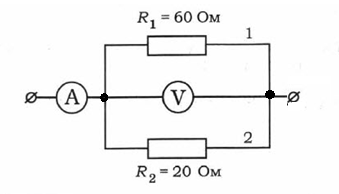 R₁ = 60 Ом
1
A
V
2
R₂ = 20 Ом